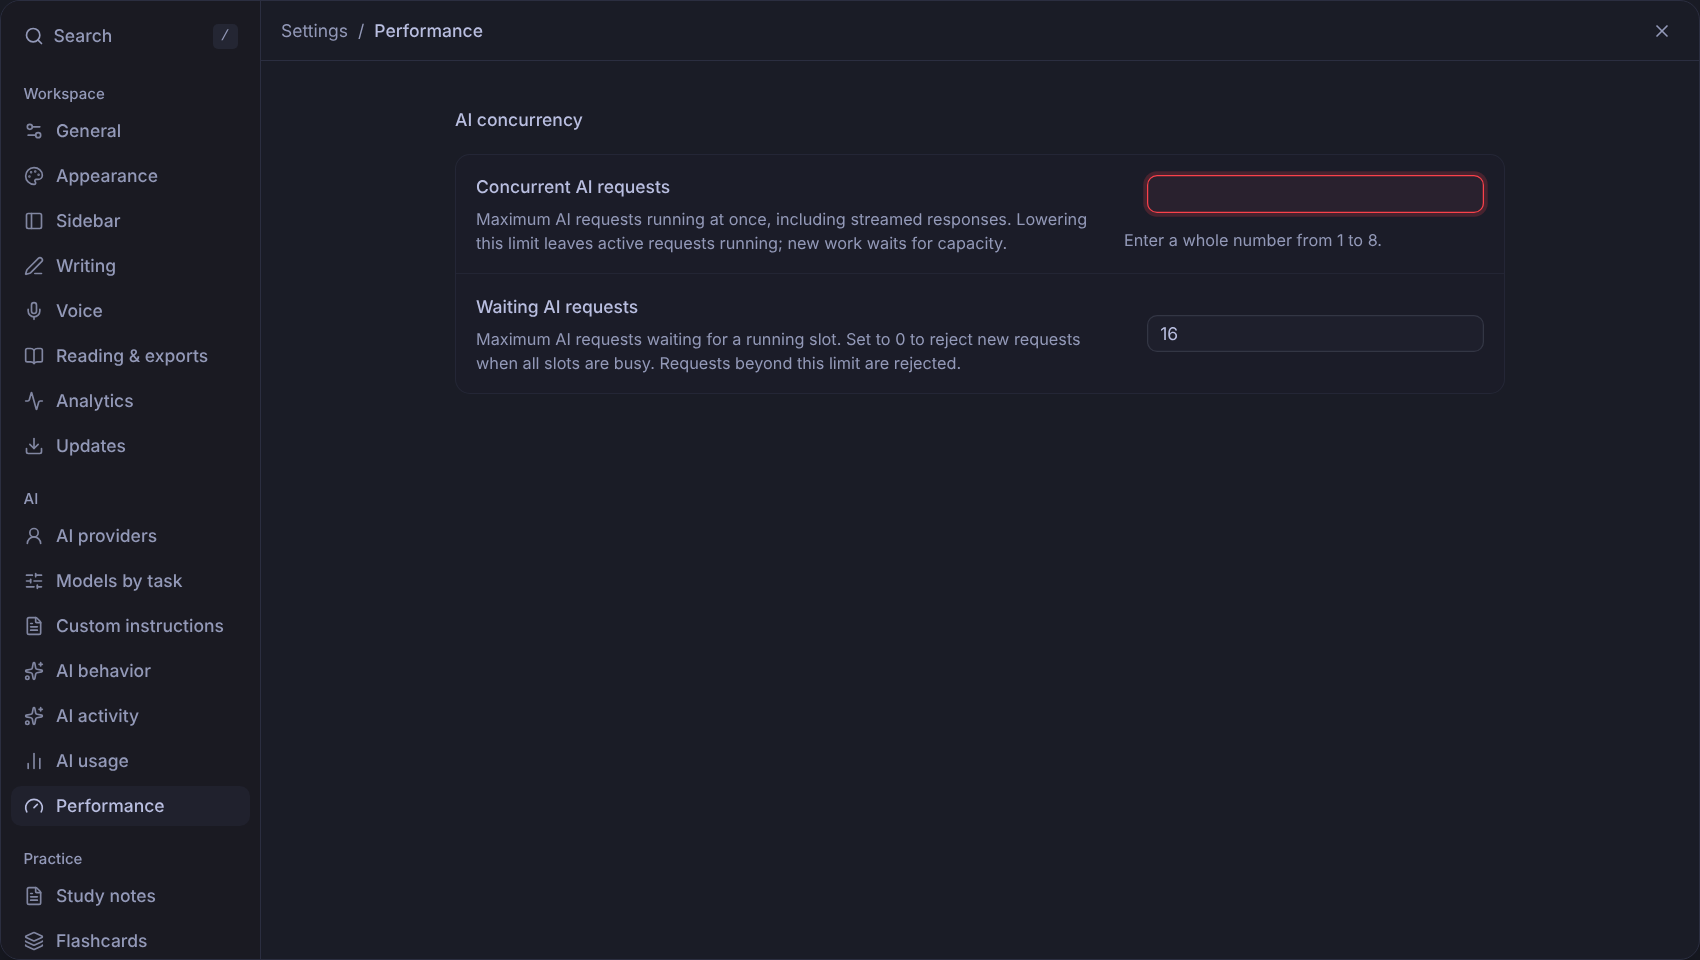 Search
/
Workspace
General
Appearance
Sidebar
Writing
Voice
Reading & exports
Analytics
Updates
AI
AI providers
Models by task
Custom instructions
AI behavior
AI activity
AI usage
Performance
Practice
Study notes
Flashcards
Settings / Performance
AI concurrency
Concurrent AI requests
Maximum AI requests running at once, including streamed responses. Lowering
this limit leaves active requests running; new work waits for capacity.
Enter a whole number from 1 to 8.
Waiting AI requests
Maximum AI requests waiting for a running slot. Set to 0 to reject new requests
when all slots are busy. Requests beyond this limit are rejected.
16